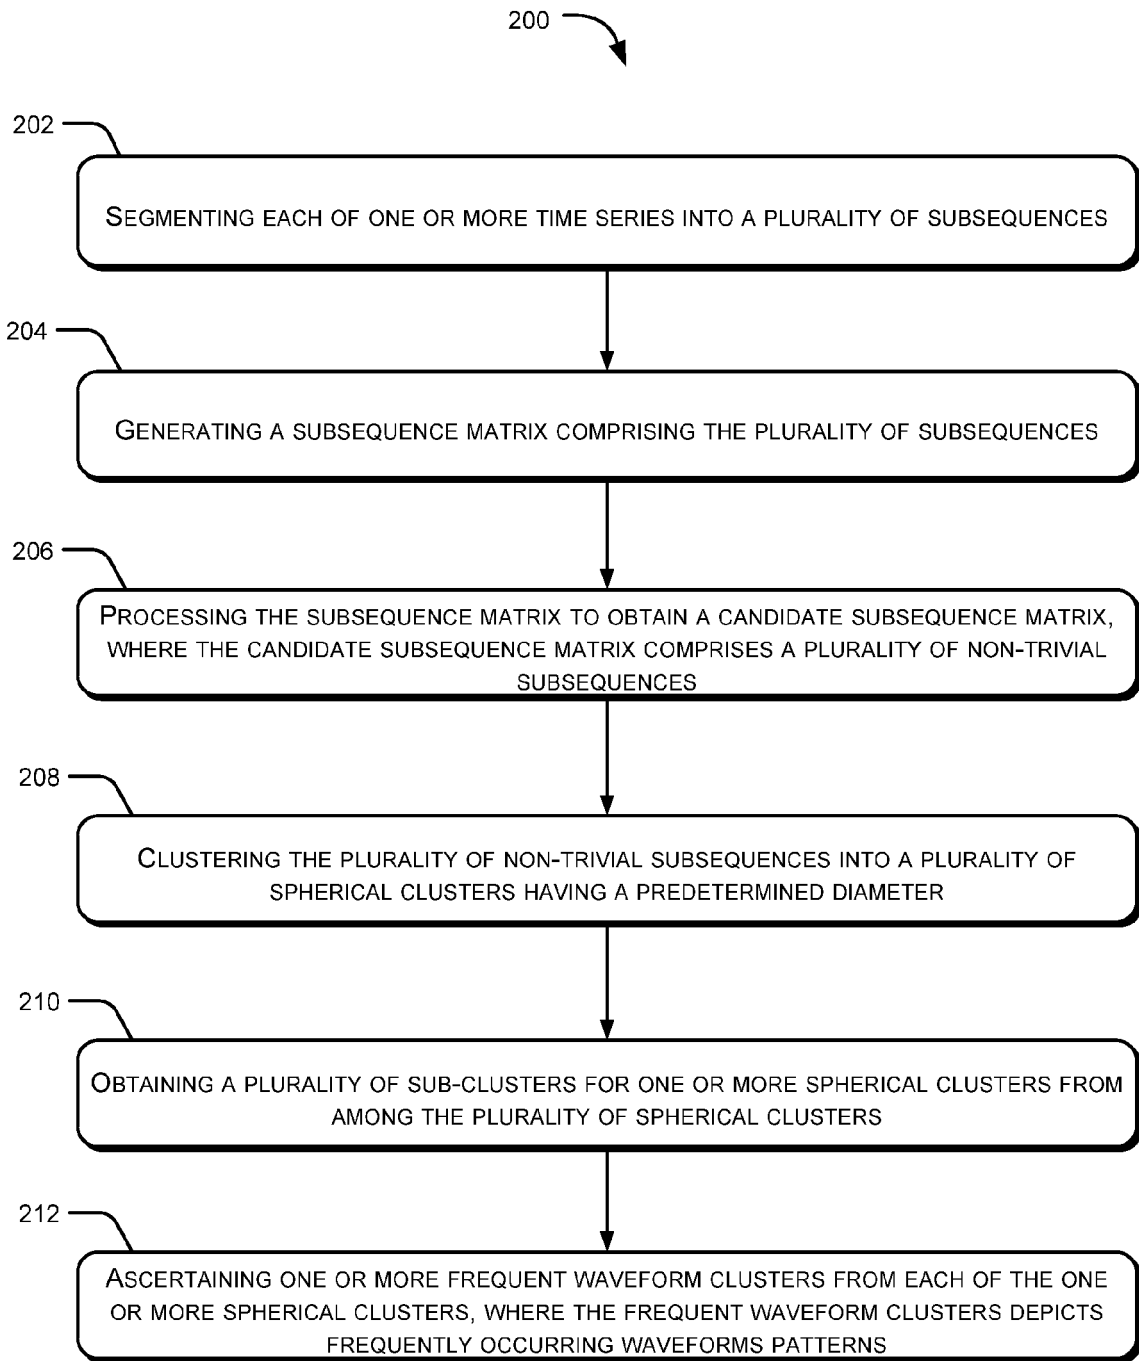 200
202
SEGMENTING EACH OF ONE OR MORE TIME SERIES INTO A PLURALITY OF SUBSEQUENCES
204
GENERATING A SUBSEQUENCE MATRIX COMPRISING THE PLURALITY OF SUBSEQUENCES
206
PROCESSING THE SUBSEQUENCE MATRIX TO OBTAIN A CANDIDATE SUBSEQUENCE MATRIX,
WHERE THE CANDIDATE SUBSEQUENCE MATRIX COMPRISES A PLURALITY OF NON-TRIVIAL
SUBSEQUENCES
208
CLUSTERING THE PLURALITY OF NON-TRIVIAL SUBSEQUENCES INTO A PLURALITY OF
SPHERICAL CLUSTERS HAVING A PREDETERMINED DIAMETER
210
OBTAINING A PLURALITY OF SUB-CLUSTERS FOR ONE OR MORE SPHERICAL CLUSTERS FROM
AMONG THE PLURALITY OF SPHERICAL CLUSTERS
212
ASCERTAINING ONE OR MORE FREQUENT WAVEFORM CLUSTERS FROM EACH OF THE ONE
OR MORE SPHERICAL CLUSTERS, WHERE THE FREQUENT WAVEFORM CLUSTERS DEPICTS
FREQUENTLY OCCURRING WAVEFORMS PATTERNS